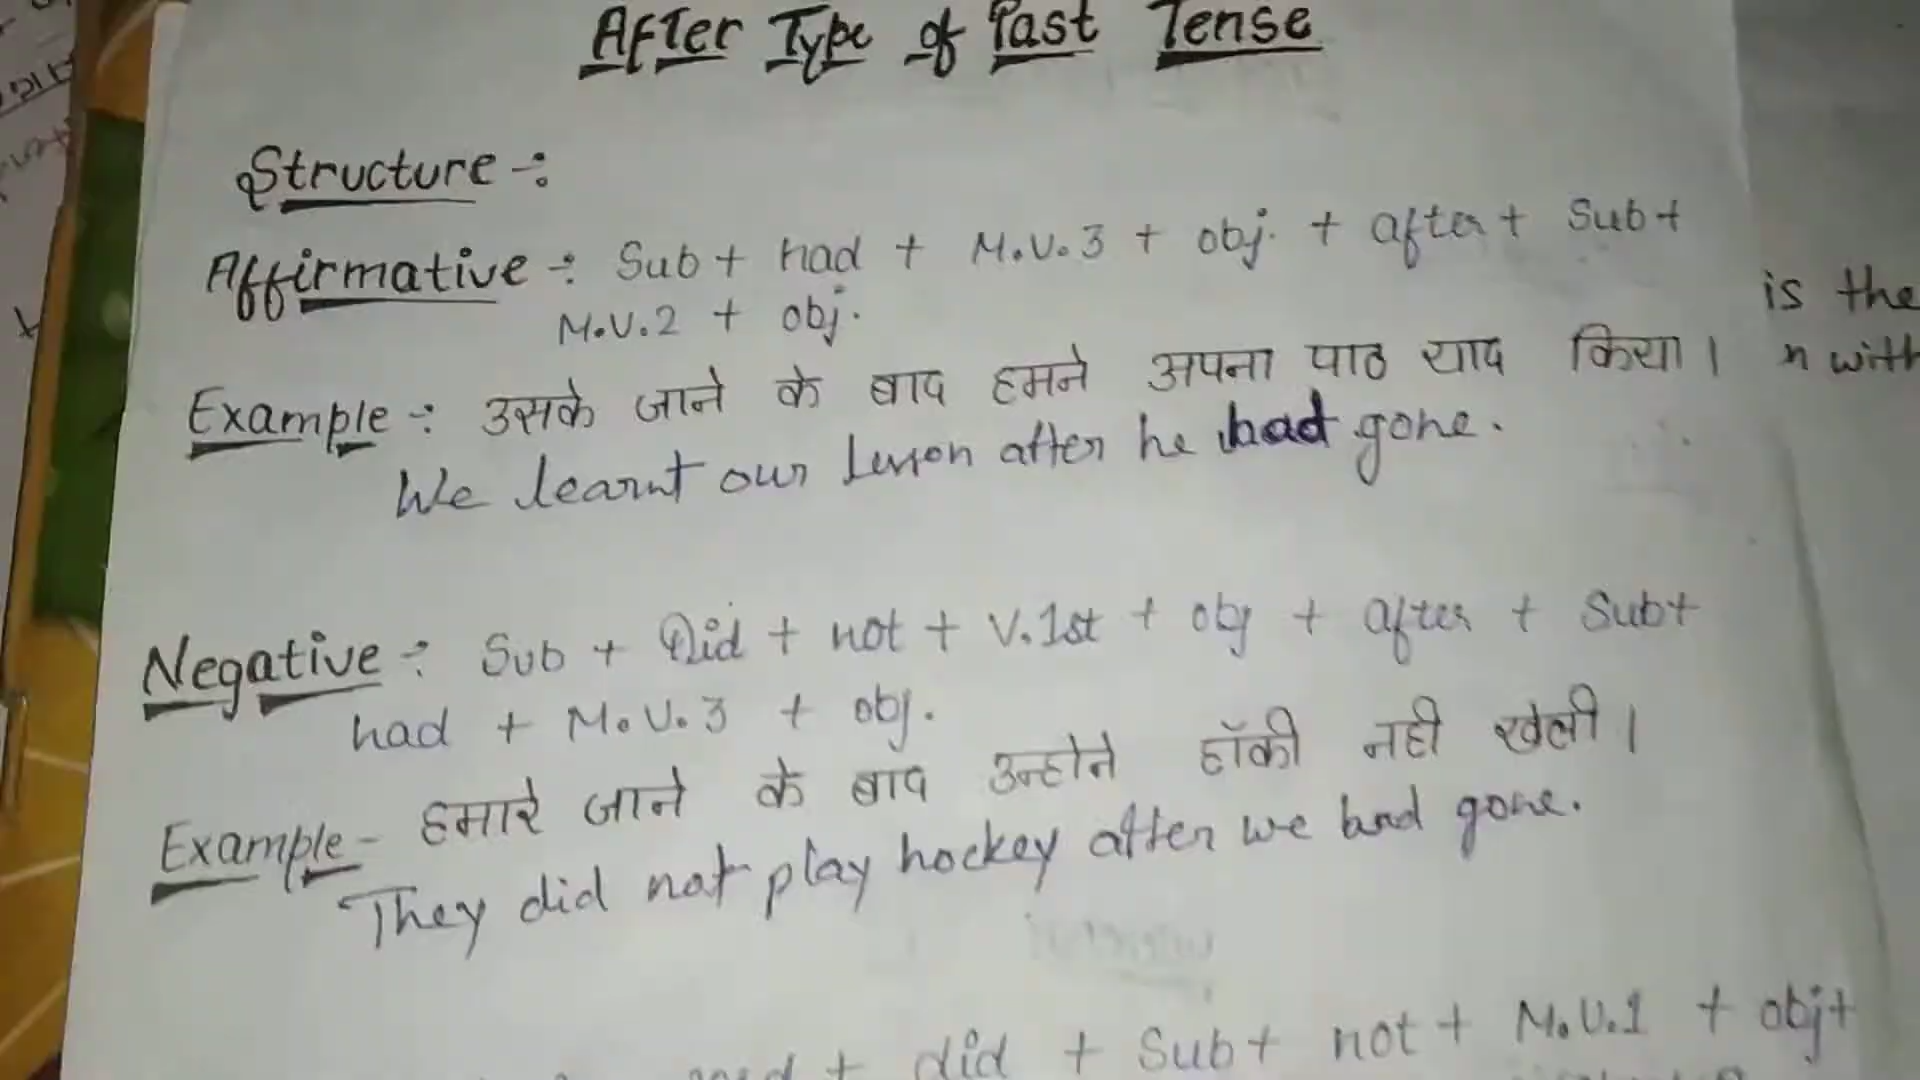 After Type of Past Tense
Structure -:
Affirmative -: Sub + had + M.V.3 + obj. + after + Sub +
M.V.2 + obj.
is the
Example -: उसके जाने के बाद हमने अपना पाठ याद किया।
n with
We learnt our lesson after he had gone.
Negative -: Sub + Did + not + V.1st + obj + after + Sub +
had + M.V.3 + obj.
Example - हमारे जाने के बाद उन्होने हॉकी नही खेली।
They did not play hockey after we had gone.
+ did + Sub + not + M.V.1 + obj +